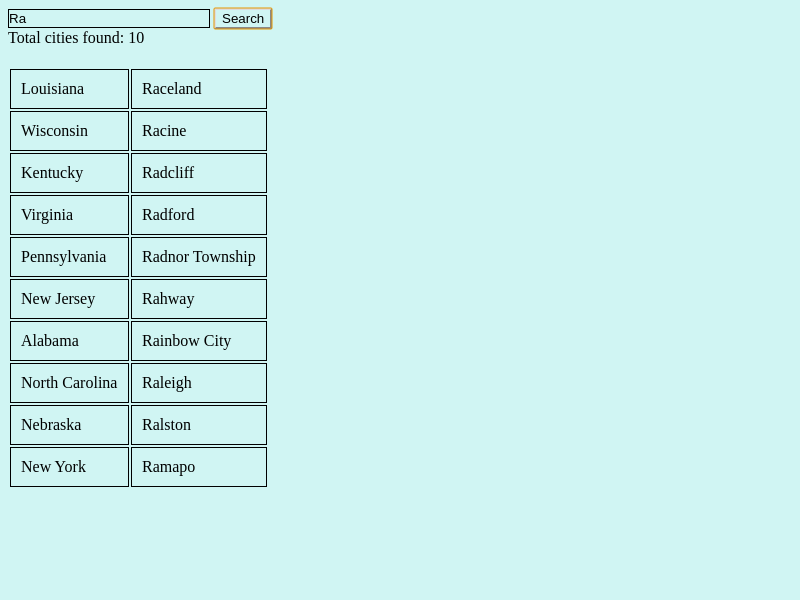 Ra Search
Total cities found: 10
Louisiana Raceland
Wisconsin Racine
Kentucky Radcliff
Virginia Radford
Pennsylvania Radnor Township
New Jersey Rahway
Alabama Rainbow City
North Carolina Raleigh
Nebraska Ralston
New York Ramapo